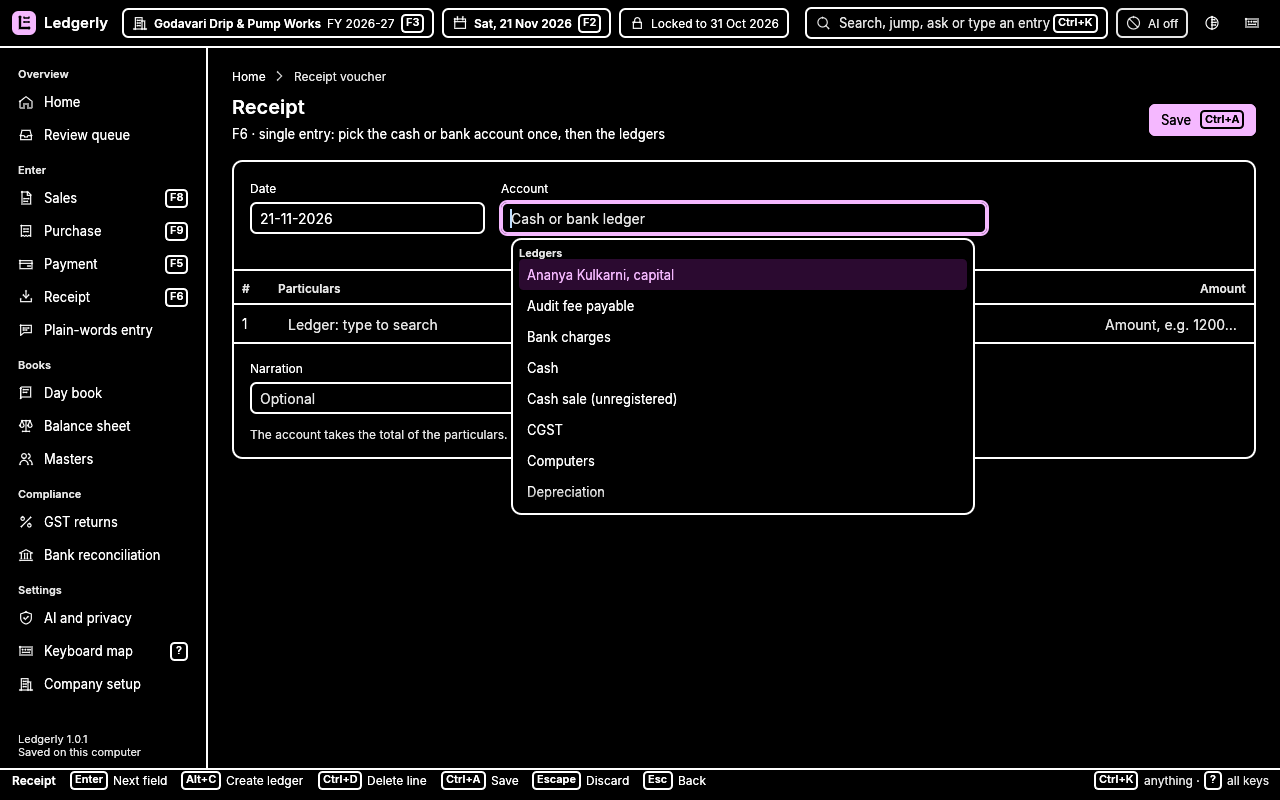 Ledgerly
Godavari Drip & Pump Works FY 2026-27 F3
Sat, 21 Nov 2026 F2
Locked to 31 Oct 2026
Search, jump, ask or type an entry Ctrl+K
AI off
Overview
Home
Review queue
Enter
Sales F8
Purchase F9
Payment F5
Receipt F6
Plain-words entry
Books
Day book
Balance sheet
Masters
Compliance
GST returns
Bank reconciliation
Settings
AI and privacy
Keyboard map ?
Company setup
Ledgerly 1.0.1
Saved on this computer
Home Receipt voucher
Receipt
F6 · single entry: pick the cash or bank account once, then the ledgers
Save Ctrl+A
Date Account
21-11-2026 Cash or bank ledger
# Particulars Amount
1 Ledger: type to search Amount, e.g. 1200...
Narration
Optional
The account takes the total of the particulars.
Ledgers
Ananya Kulkarni, capital
Audit fee payable
Bank charges
Cash
Cash sale (unregistered)
CGST
Computers
Depreciation
Receipt Enter Next field Alt+C Create ledger Ctrl+D Delete line Ctrl+A Save Escape Discard Esc Back Ctrl+K anything · ? all keys